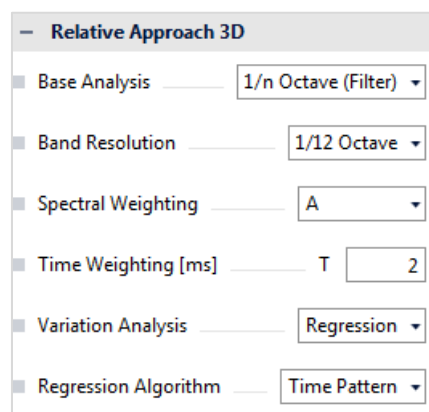 – Relative Approach 3D
Base Analysis 1/n Octave (Filter)
Band Resolution 1/12 Octave
Spectral Weighting A
Time Weighting [ms] T 2
Variation Analysis Regression
Regression Algorithm Time Pattern